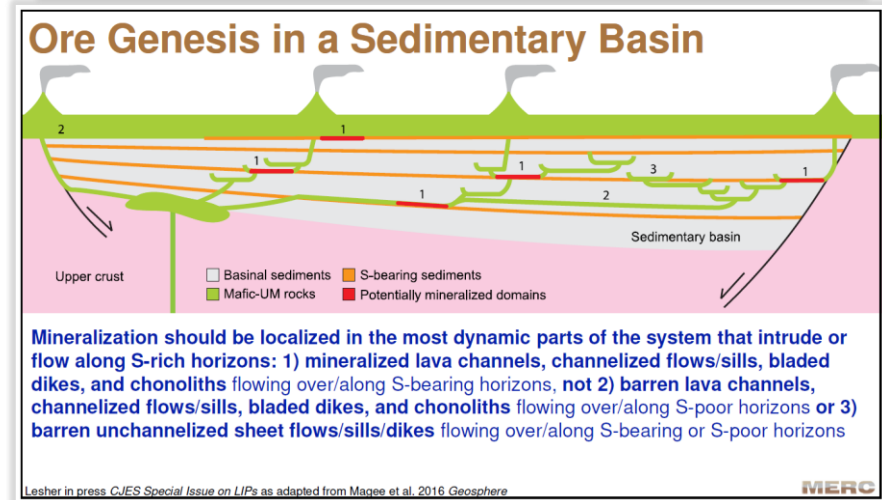 Ore Genesis in a Sedimentary Basin
2
1
1
1
3
1
1
2
Sedimentary basin
Upper crust
Basinal sediments
S-bearing sediments
Mafic-UM rocks
Potentially mineralized domains
Mineralization should be localized in the most dynamic parts of the system that intrude or
flow along S-rich horizons: 1) mineralized lava channels, channelized flows/sills, bladed
dikes, and chonoliths flowing over/along S-bearing horizons, not 2) barren lava channels,
channelized flows/sills, bladed dikes, and chonoliths flowing over/along S-poor horizons or 3)
barren unchannelized sheet flows/sills/dikes flowing over/along S-bearing or S-poor horizons
Lesher in press CJES Special Issue on LIPs as adapted from Magee et al. 2016 Geosphere
MERC